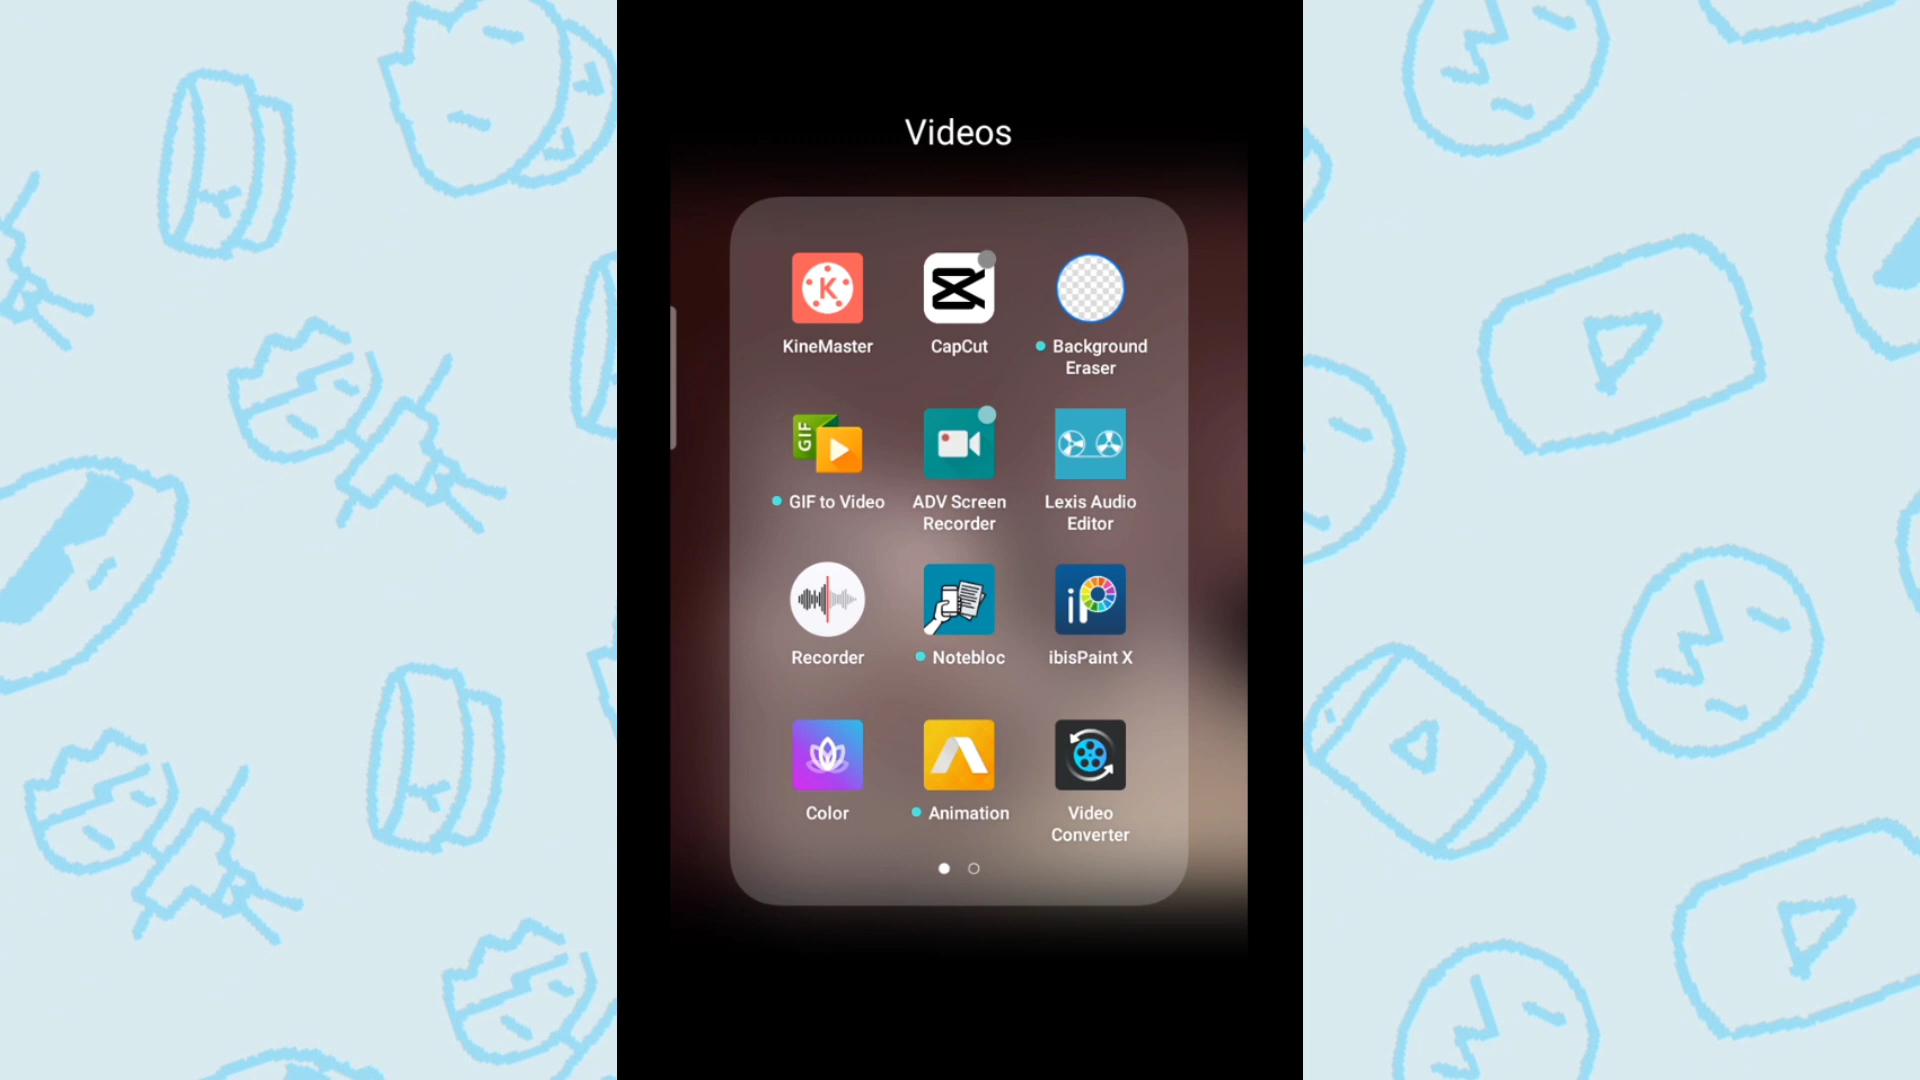 Videos
KineMaster
CapCut
Background
Eraser
GIF
GIF to Video
ADV Screen
Recorder
Lexis Audio
Editor
Recorder
Notebloc
iP
ibisPaint X
Color
Animation
Video
Converter